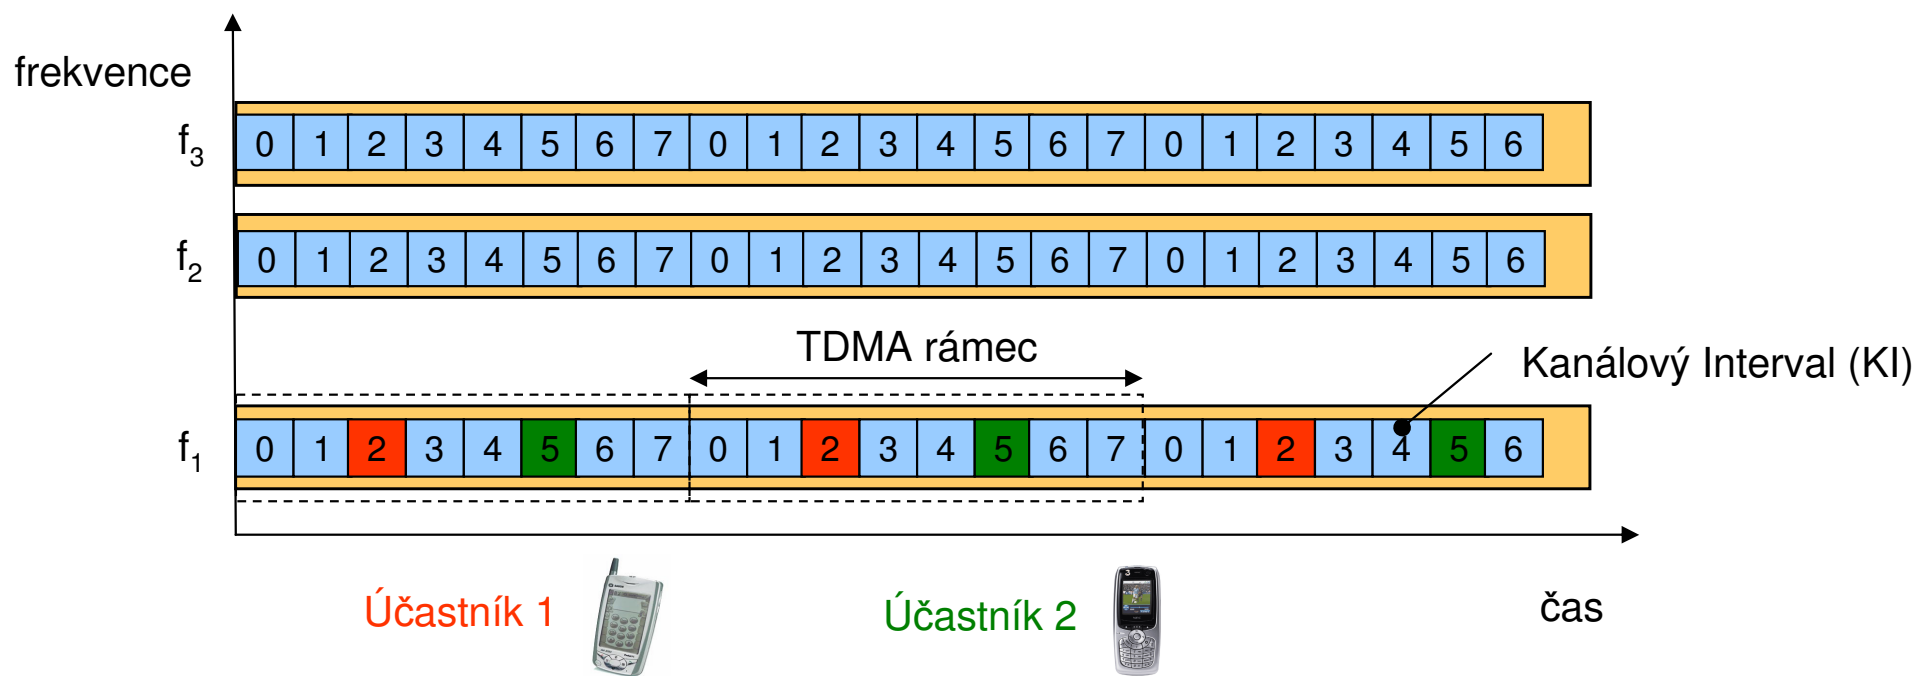 frekvence
f3 0 1 2 3 4 5 6 7 0 1 2 3 4 5 6 7 0 1 2 3 4 5 6
f2 0 1 2 3 4 5 6 7 0 1 2 3 4 5 6 7 0 1 2 3 4 5 6
TDMA rámec
Kanálový Interval (KI)
f1 0 1 2 3 4 5 6 7 0 1 2 3 4 5 6 7 0 1 2 3 4 5 6
Účastník 1
Účastník 2
čas